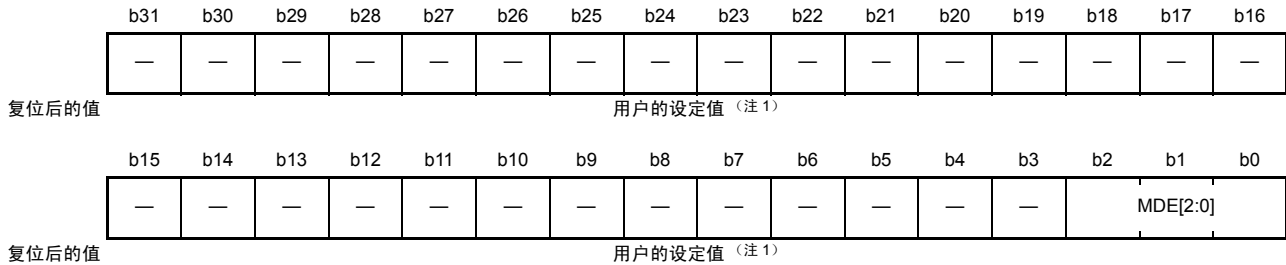 b31 b30 b29 b28 b27 b26 b25 b24 b23 b22 b21 b20 b19 b18 b17 b16
— — — — — — — — — — — — — — — —
复位后的值 用户的设定值（注 1）
b15 b14 b13 b12 b11 b10 b9 b8 b7 b6 b5 b4 b3 b2 b1 b0
— — — — — — — — — — — — — MDE[2:0]
复位后的值 用户的设定值（注 1）